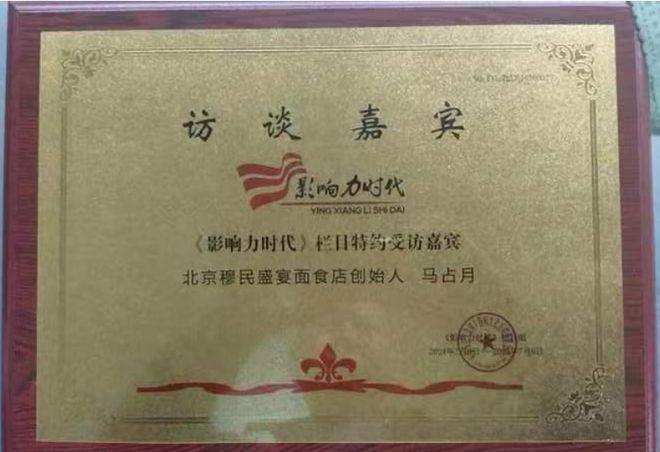 访谈嘉宾
影响力时代
YING XIANG LI SHI DAI
《影响力时代》栏目特约受访嘉宾
北京穆民盛宴面食店创始人 马占月